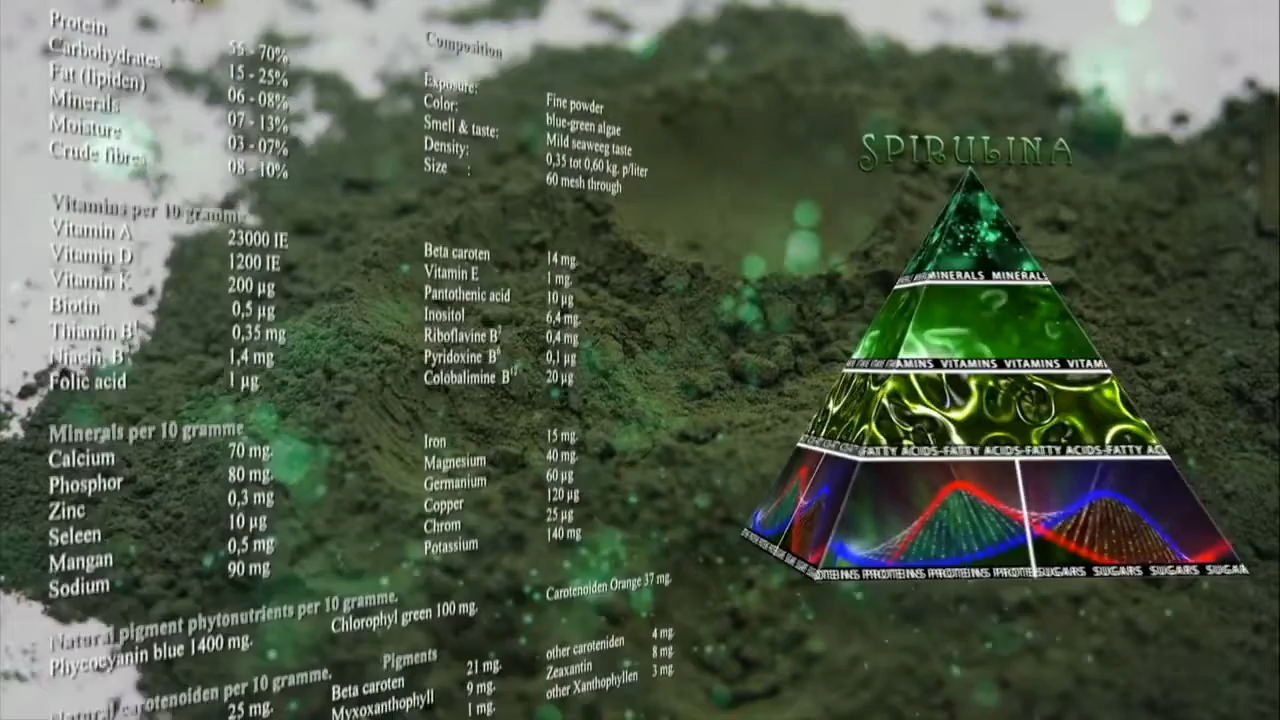 Protein 55 - 70%
Carbohydrates 15 - 25%
Fat (lipiden) 06 - 08%
Minerals 07 - 13%
Moisture 03 - 07%
Crude fibres 08 - 10%
Composition
Exposure: Fine powder
Color: blue-green algae
Smell & taste: Mild seaweeg taste
Density: 0,35 tot 0,60 kg. p/liter
Size : 60 mesh through
Vitamins per 10 gramme
Vitamin A 23000 IE
Vitamin D 1200 IE
Vitamin K 200 µg
Biotin 0,5 µg
Thiamin B1 0,35 mg
Niacin B 1,4 mg
Folic acid 1 µg
Beta caroten 14 mg.
Vitamin E 1 mg.
Pantothenic acid 10 µg
Inositol 6,4 mg.
Riboflavine B2 0,4 mg.
Pyridoxine B6 0,1 µg
Colobalimine B12 20 µg
Minerals per 10 gramme
Calcium 70 mg.
Phosphor 80 mg.
Zinc 0,3 mg
Seleen 10 µg
Mangan 0,5 mg
Sodium 90 mg.
Iron 15 mg.
Magnesium 40 mg.
Germanium 60 µg
Copper 120 µg
Chrom 25 µg
Potassium 140 mg.
Natural pigment phytonutrients per 10 gramme.
Phycocyanin blue 1400 mg. Chlorophyl green 100 mg. Carotenoiden Orange 37 mg.
Natural carotenoiden per 10 gramme.
25 mg.
Pigments
Beta caroten 21 mg.
Myxoxanthophyll 9 mg.
1 mg.
other caroteniden 4 mg.
Zeaxantin 8 mg.
other Xanthophyllen 3 mg.
SPIRULINA
MINERALS MINERALS
VITAMINS VITAMINS VITAMINS
FATTY ACIDS-FATTY ACIDS-FATTY ACIDS-FATTY
PROTEINS PROTEINS SUGARS SUGARS SUGARS